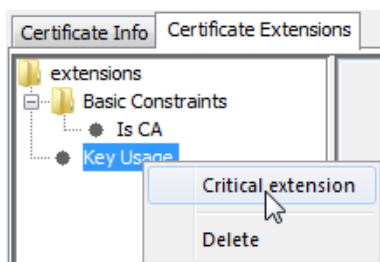 Certificate Info Certificate Extensions
extensions
Basic Constraints
Is CA
Key Usage
Critical extension
Delete